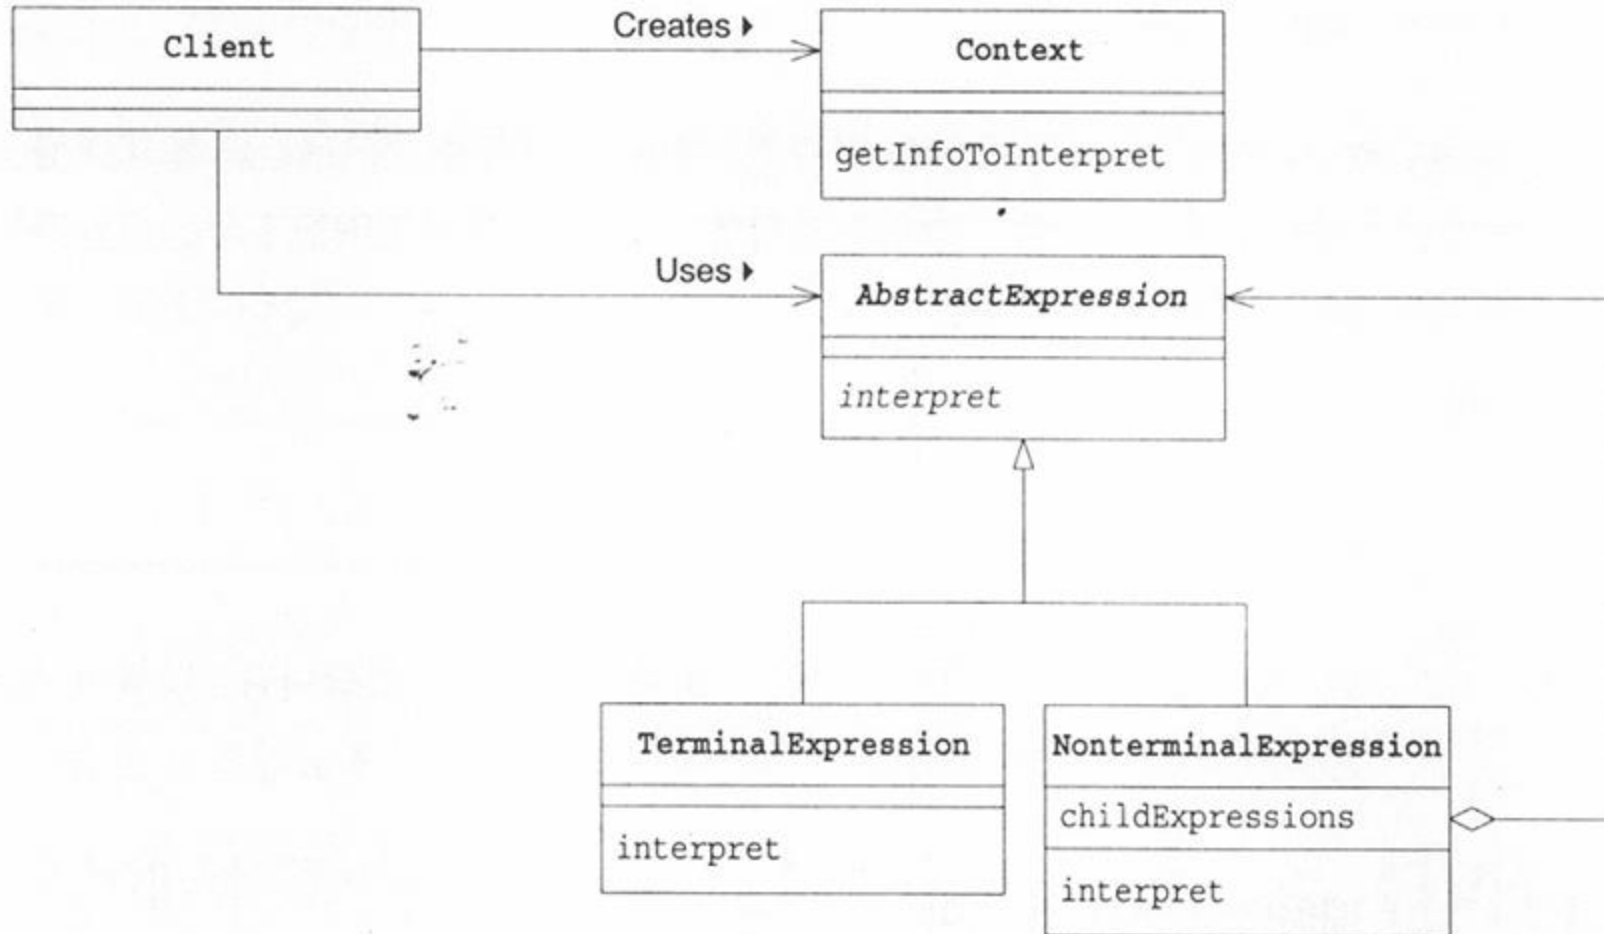 Client
Creates
Context
getInfoToInterpret
Uses
AbstractExpression
interpret
TerminalExpression
interpret
NonterminalExpression
childExpressions
interpret